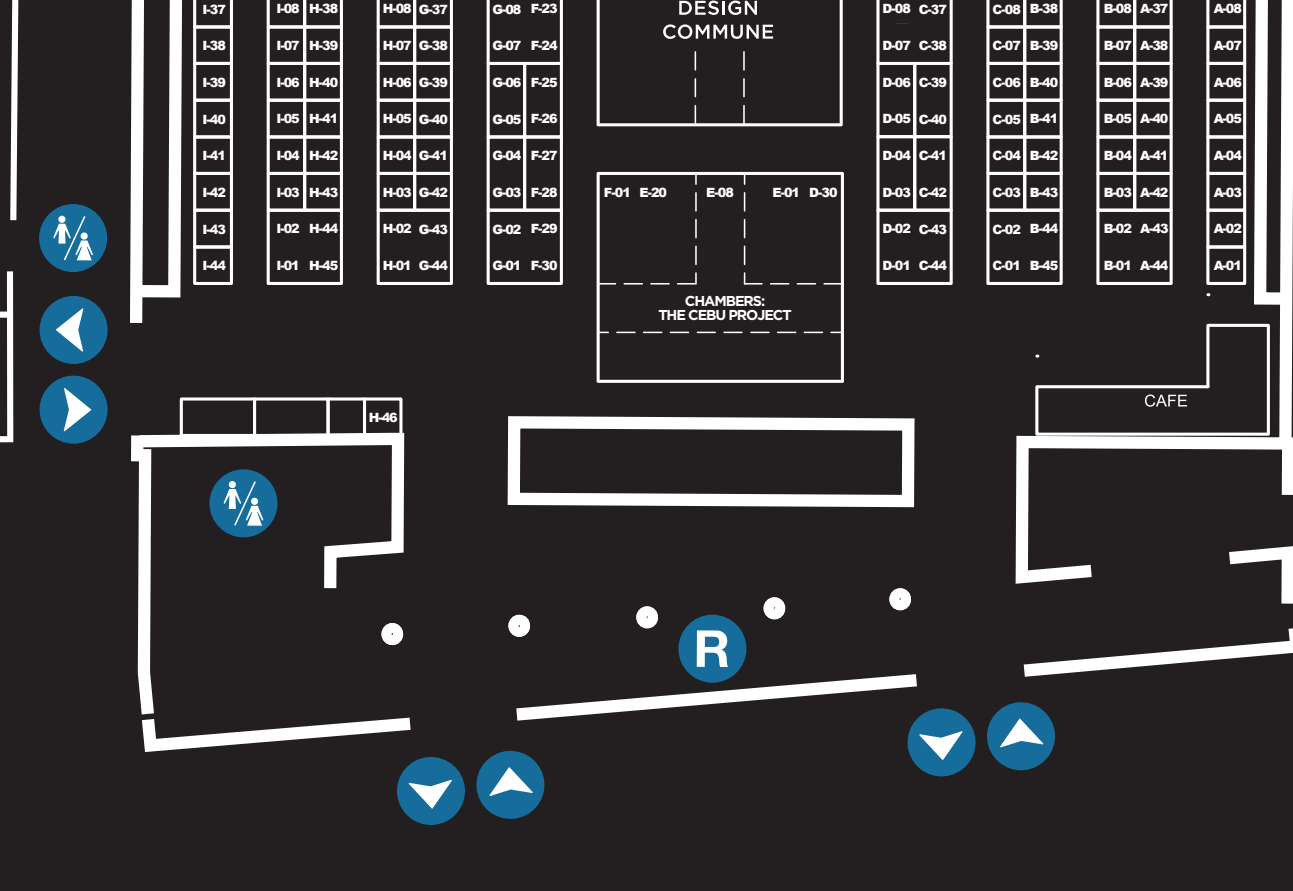 I-37 I-08 H-38 H-08 G-37 G-08 F-23 DESIGN D-08 C-37 C-08 B-38 B-08 A-37 A-08
COMMUNE
I-38 I-07 H-39 H-07 G-38 G-07 F-24 D-07 C-38 C-07 B-39 B-07 A-38 A-07
I-39 I-06 H-40 H-06 G-39 G-06 F-25 D-06 C-39 C-06 B-40 B-06 A-39 A-06
I-40 I-05 H-41 H-05 G-40 G-05 F-26 D-05 C-40 C-05 B-41 B-05 A-40 A-05
I-41 I-04 H-42 H-04 G-41 G-04 F-27 D-04 C-41 C-04 B-42 B-04 A-41 A-04
I-42 I-03 H-43 H-03 G-42 G-03 F-28 F-01 E-20 E-08 E-01 D-30 D-03 C-42 C-03 B-43 B-03 A-42 A-03
I-43 I-02 H-44 H-02 G-43 G-02 F-29 D-02 C-43 C-02 B-44 B-02 A-43 A-02
I-44 I-01 H-45 H-01 G-44 G-01 F-30 D-01 C-44 C-01 B-45 B-01 A-44 A-01
CHAMBERS:
THE CEBU PROJECT
CAFE
H-46
R